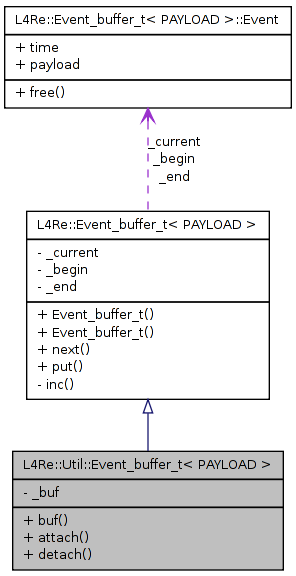 L4Re::Event_buffer_t< PAYLOAD >::Event
+ time
+ payload
+ free()
_current
_begin
_end
L4Re::Event_buffer_t< PAYLOAD >
- _current
- _begin
- _end
+ Event_buffer_t()
+ Event_buffer_t()
+ next()
+ put()
- inc()
L4Re::Util::Event_buffer_t< PAYLOAD >
- _buf
+ buf()
+ attach()
+ detach()